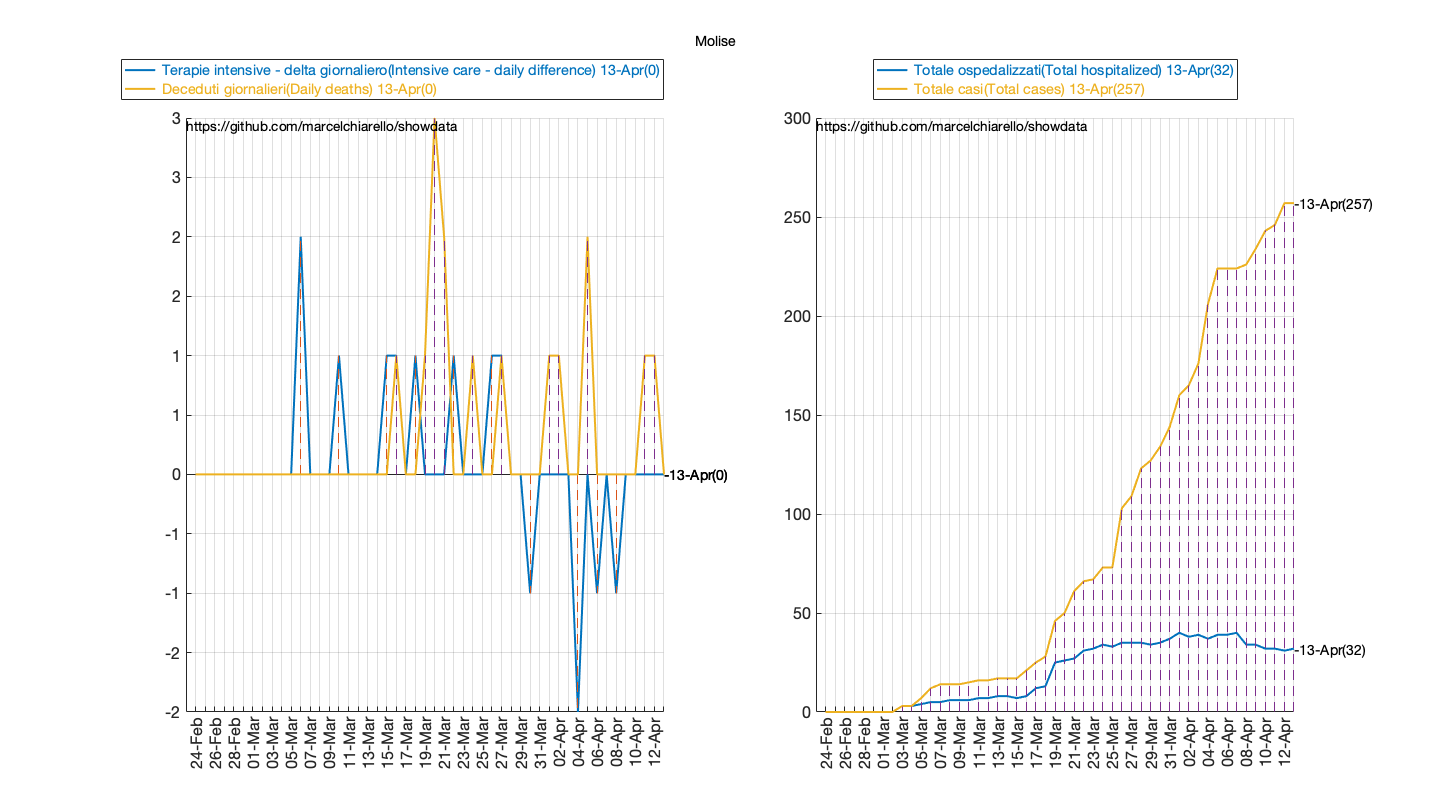 Molise
Terapie intensive - delta giornaliero(Intensive care - daily difference) 13-Apr(0)
Deceduti giornalieri(Daily deaths) 13-Apr(0)
https://github.com/marcelchiarello/showdata
3
3
2
2
1
1
0
-1
-1
-2
-2
-13-Apr(0)
24-Feb
26-Feb
28-Feb
01-Mar
03-Mar
05-Mar
07-Mar
09-Mar
11-Mar
13-Mar
15-Mar
17-Mar
19-Mar
21-Mar
23-Mar
25-Mar
27-Mar
29-Mar
31-Mar
02-Apr
04-Apr
06-Apr
08-Apr
10-Apr
12-Apr
Totale ospedalizzati(Total hospitalized) 13-Apr(32)
Totale casi(Total cases) 13-Apr(257)
https://github.com/marcelchiarello/showdata
300
250
200
150
100
50
0
-13-Apr(257)
-13-Apr(32)
24-Feb
26-Feb
28-Feb
01-Mar
03-Mar
05-Mar
07-Mar
09-Mar
11-Mar
13-Mar
15-Mar
17-Mar
19-Mar
21-Mar
23-Mar
25-Mar
27-Mar
29-Mar
31-Mar
02-Apr
04-Apr
06-Apr
08-Apr
10-Apr
12-Apr